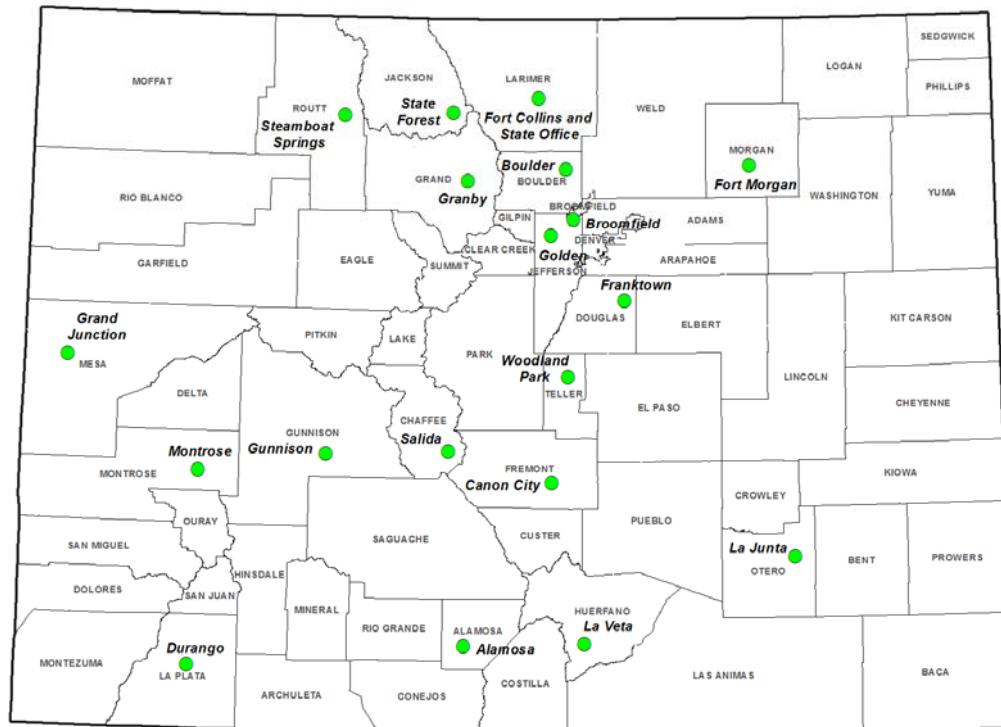 SEDGWICK
LOGAN
JACKSON
LARIMER
MOFFAT
PHILLIPS
WELD
ROUTT
State
Forest
Steamboat
Springs
Fort Collins and
State Office
MORGAN
Boulder
BOULDER
Fort Morgan
GRAND
Granby
RIO BLANCO
WASHINGTON
YUMA
BROOMFIELD
GILPIN
Broomfield
ADAMS
DENVER
CLEAR CREEK
Golden
GARFIELD
EAGLE
SUMMIT
JEFFERSON
ARAPAHOE
Franktown
DOUGLAS
ELBERT
KIT CARSON
Grand
Junction
MESA
PITKIN
LAKE
PARK
Woodland
Park
TELLER
LINCOLN
DELTA
EL PASO
CHEYENNE
CHAFFEE
GUNNISON
Montrose
Gunnison
Salida
MONTROSE
FREMONT
Canon City
KIOWA
CROWLEY
OURAY
PUEBLO
SAGUACHE
CUSTER
SAN MIGUEL
La Junta
OTERO
BENT
PROWERS
HINSDALE
DOLORES
SAN JUAN
MINERAL
HUERFANO
La Veta
RIO GRANDE
ALAMOSA
Alamosa
Durango
LA PLATA
MONTEZUMA
COSTILLA
LAS ANIMAS
BACA
ARCHULETA
CONEJOS